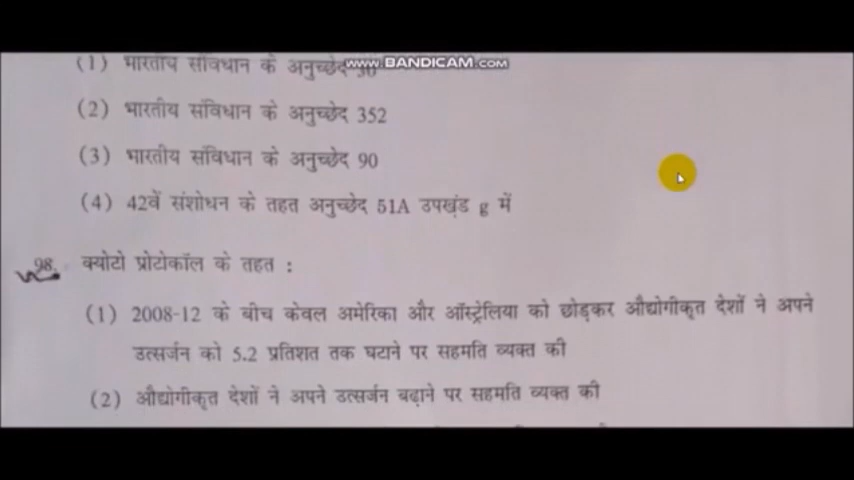 www.BANDICAM.com
(1) भारतीय संविधान के अनुच्छेद 30
(2) भारतीय संविधान के अनुच्छेद 352
(3) भारतीय संविधान के अनुच्छेद 90
(4) 42वें संशोधन के तहत अनुच्छेद 51A उपखंड g में
98. क्योटो प्रोटोकॉल के तहत :
(1) 2008-12 के बीच केवल अमेरिका और ऑस्ट्रेलिया को छोड़कर औद्योगीकृत देशों ने अपने
उत्सर्जन को 5.2 प्रतिशत तक घटाने पर सहमति व्यक्त की
(2) औद्योगीकृत देशों ने अपने उत्सर्जन बढ़ाने पर सहमति व्यक्त की